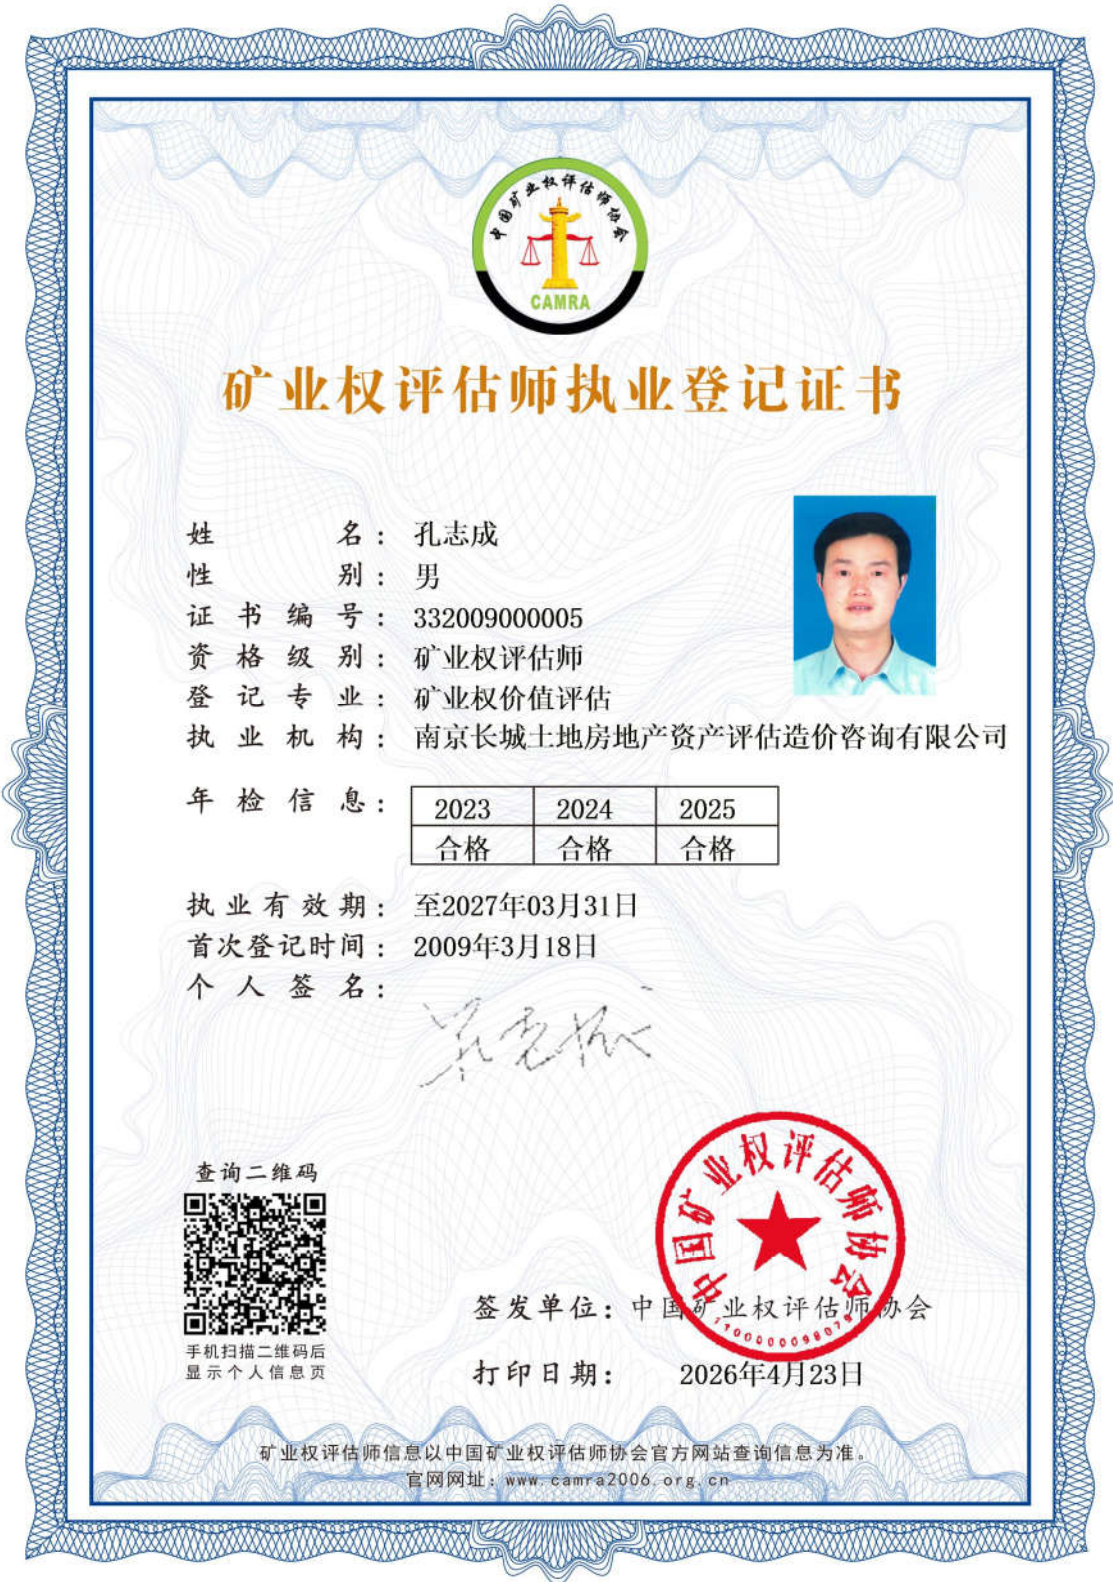 中国矿业权评估师协会
CAMRA
矿业权评估师执业登记证书
姓名：孔志成
性别：男
证书编号：332009000005
资格级别：矿业权评估师
登记专业：矿业权价值评估
执业机构：南京长城土地房地产资产评估造价咨询有限公司
年检信息：
2023 2024 2025
合格 合格 合格
执业有效期：至2027年03月31日
首次登记时间：2009年3月18日
个人签名：
查询二维码
手机扫描二维码后
显示个人信息页
中国矿业权评估师协会
签发单位：中国矿业权评估师协会
打印日期：2026年4月23日
矿业权评估师信息以中国矿业权评估师协会官方网站查询信息为准。
官网网址：www.camra2006.org.cn